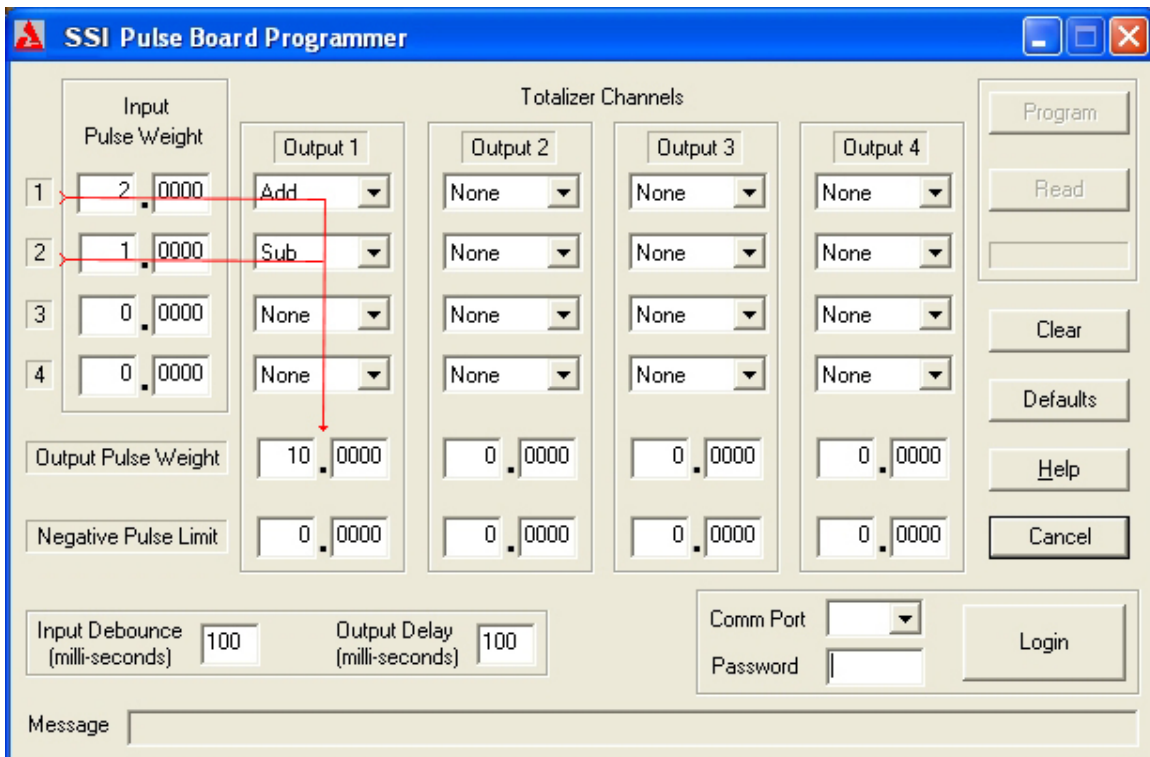 SSI Pulse Board Programmer
Input
Pulse Weight
Totalizer Channels
Output 1 Output 2 Output 3 Output 4
Program
Read
1 2.0000 Add None None None
2 1.0000 Sub None None None
3 0.0000 None None None None
4 0.0000 None None None None
Clear
Defaults
Output Pulse Weight 10.0000 0.0000 0.0000 0.0000
Help
Negative Pulse Limit 0.0000 0.0000 0.0000 0.0000
Cancel
Input Debounce
(milli-seconds)
100
Output Delay
(milli-seconds)
100
Comm Port
Password
Login
Message